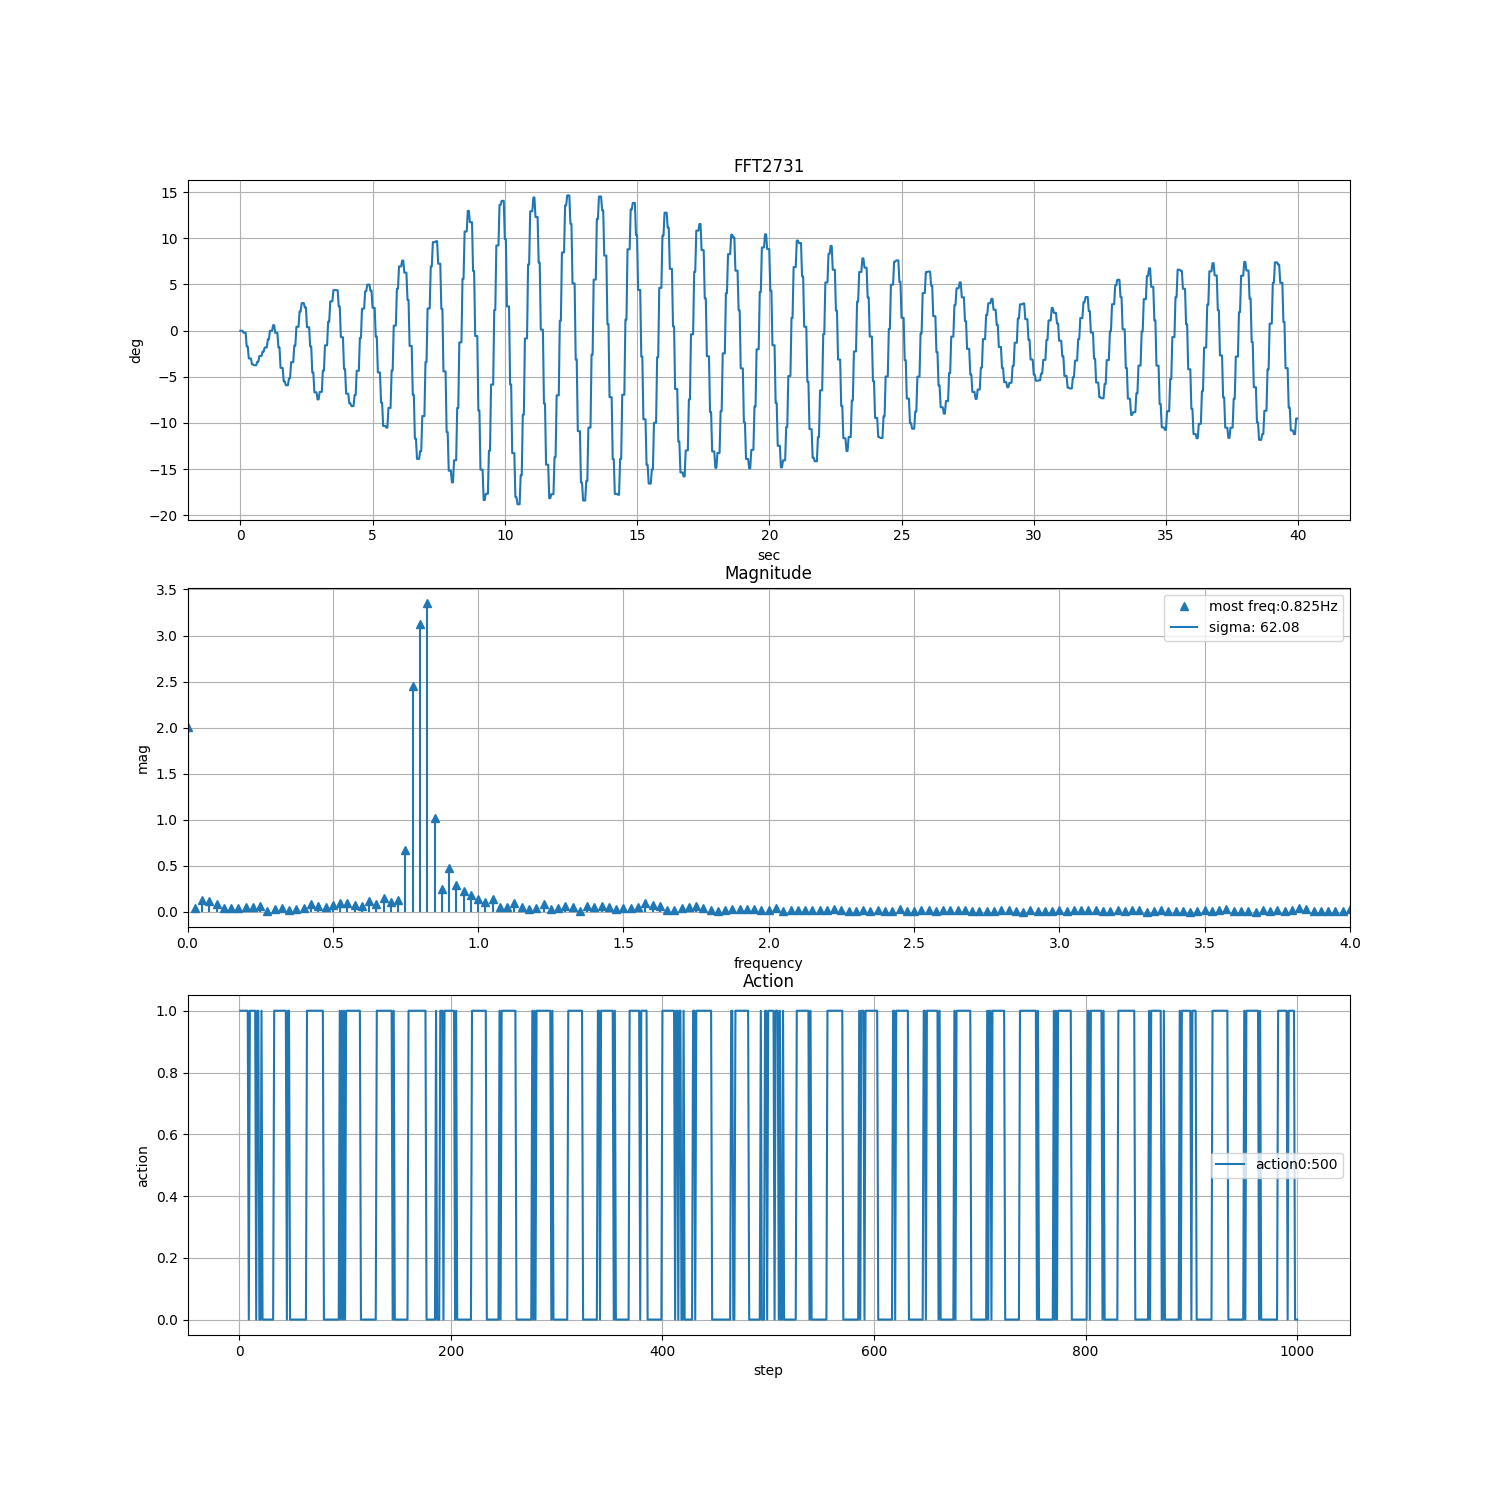 FFT2731
15
10
5
0
−5
−10
−15
−20
deg
0 5 10 15 20 25 30 35 40
sec
Magnitude
3.5
3.0
2.5
2.0
1.5
1.0
0.5
0.0
mag
most freq:0.825Hz
sigma: 62.08
0.0 0.5 1.0 1.5 2.0 2.5 3.0 3.5 4.0
frequency
Action
1.0
0.8
0.6
0.4
0.2
0.0
action
action0:500
0 200 400 600 800 1000
step